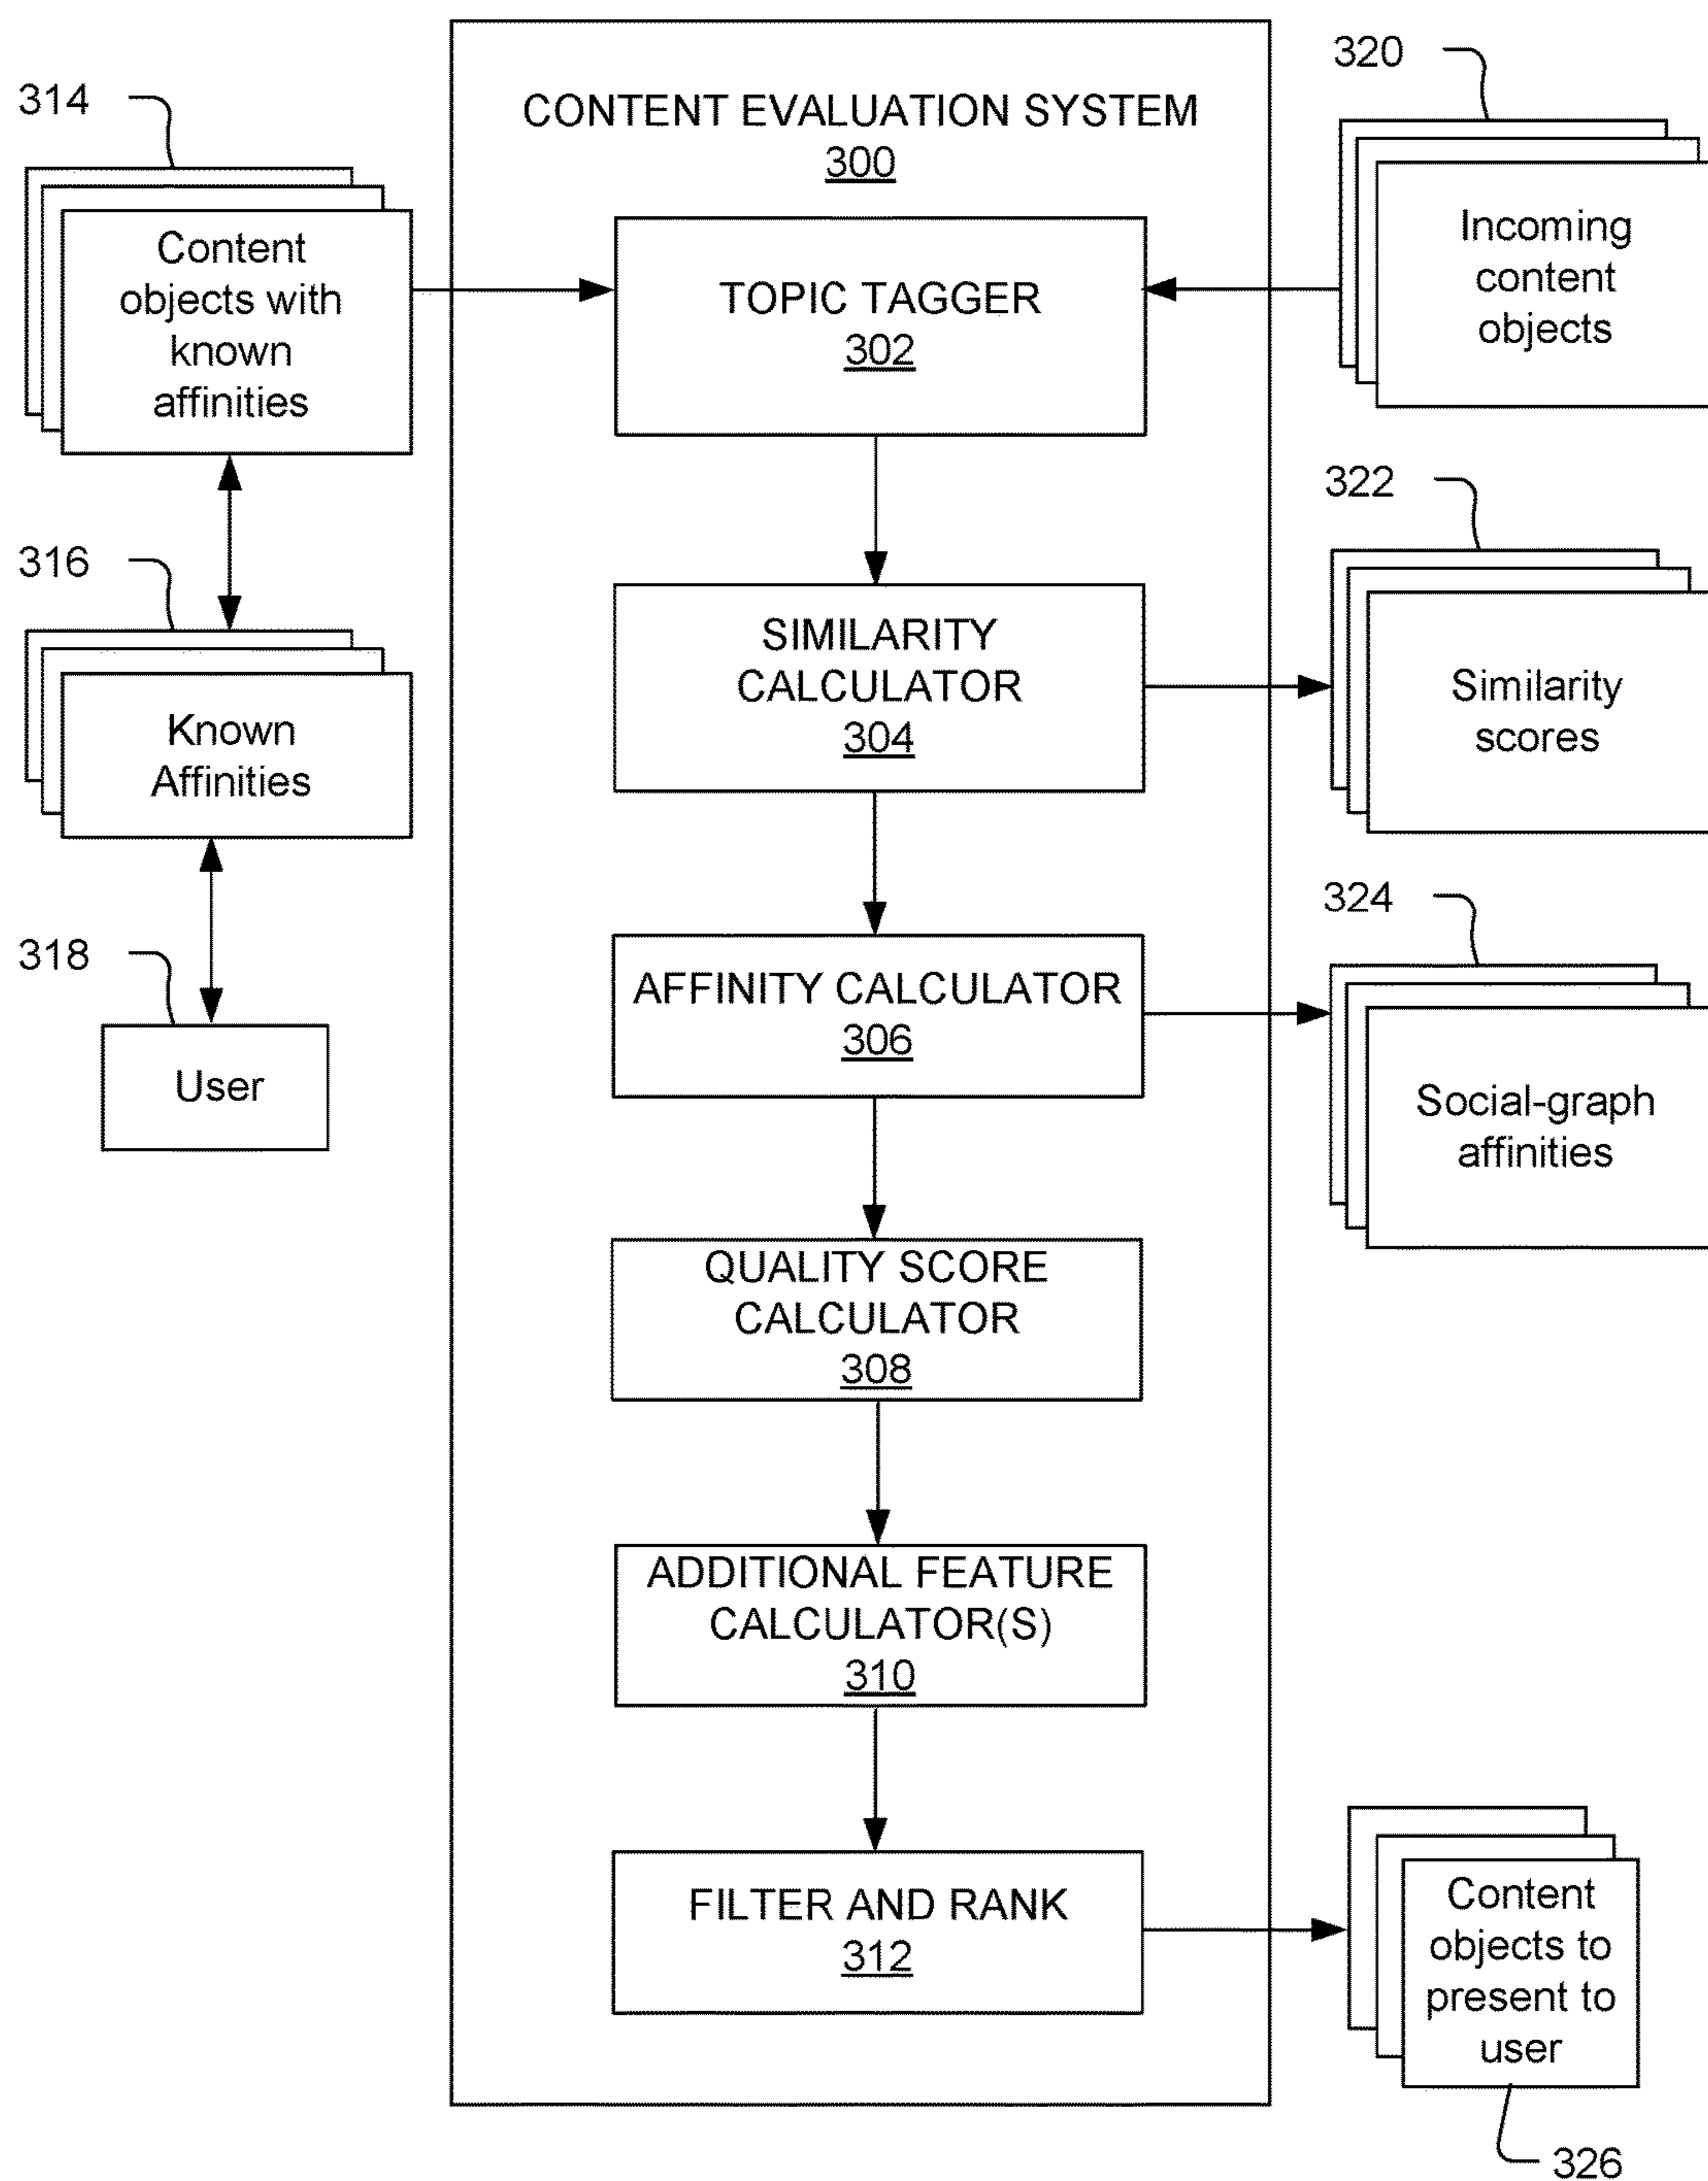 320
314
CONTENT EVALUATION SYSTEM
300
Content
objects with
known
affinities
TOPIC TAGGER
302
Incoming
content
objects
322
316
SIMILARITY
CALCULATOR
304
Similarity
scores
Known
Affinities
324
318
AFFINITY CALCULATOR
306
User
Social-graph
affinities
QUALITY SCORE
CALCULATOR
308
ADDITIONAL FEATURE
CALCULATOR(S)
310
FILTER AND RANK
312
Content
objects to
present to
user
326